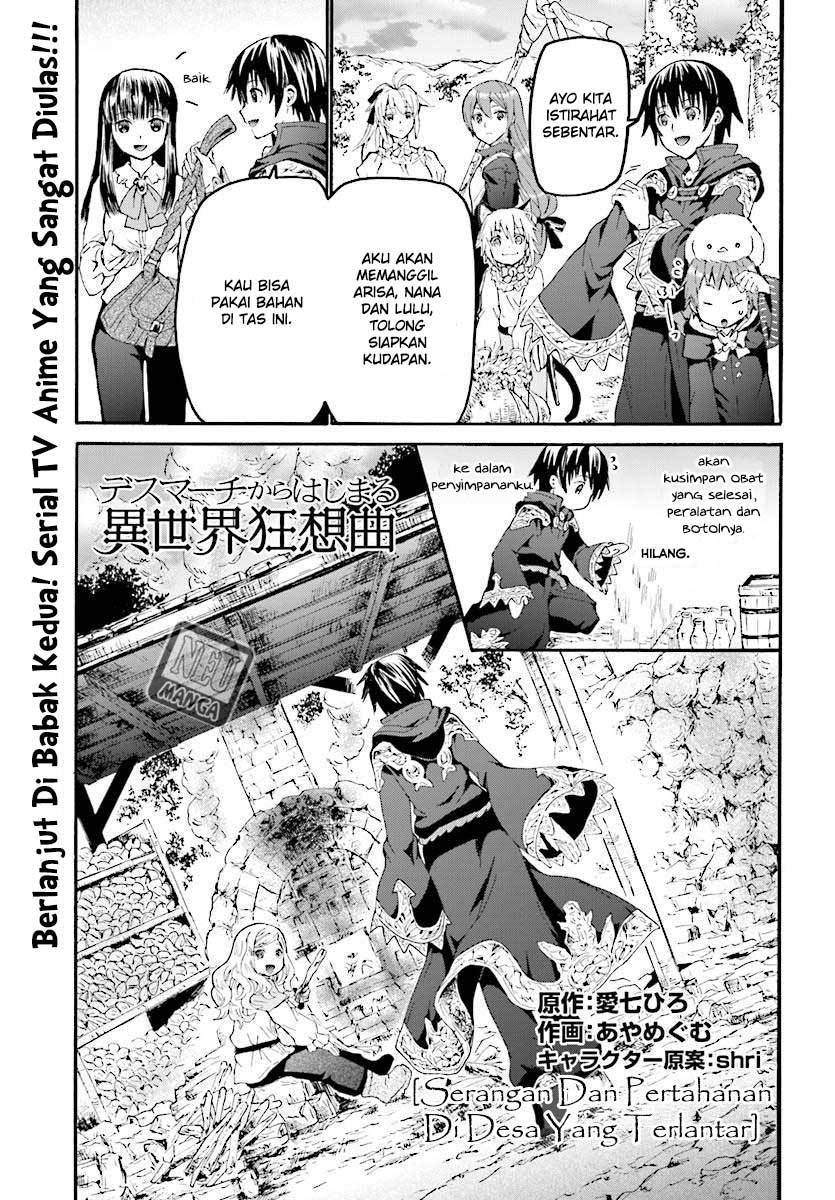 Berlanjut Di Babak Kedua! Serial TV Anime Yang Sangat Diulas!!!
AYO KITA
ISTIRAHAT
SEBENTAR.
Baik.
AKU AKAN
MEMANGGIL
ARISA, NANA
DAN LULU,
TOLONG
SIAPKAN
KUDAPAN.
KAU BISA
PAKAI BAHAN
DI TAS INI.
akan
kusimpan obat
yang selesai,
peralatan dan
botolnya.
HILANG.
ke dalam
penyimpananku.
デスマーチからはじまる
異世界狂想曲
NEU
MANGA
原作：愛七ひろ
作画：あやめぐむ
キャラクター原案：shri
[Serangan Dan Pertahanan
Di Desa Yang Terlantar]